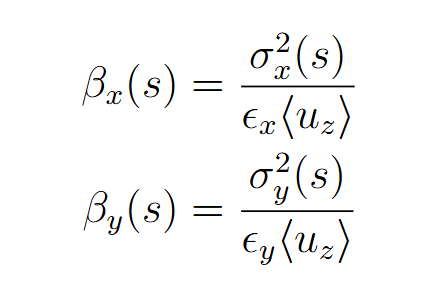 β_x(s) = σ_x^2(s) / ϵ_x⟨u_z⟩
β_y(s) = σ_y^2(s) / ϵ_y⟨u_z⟩